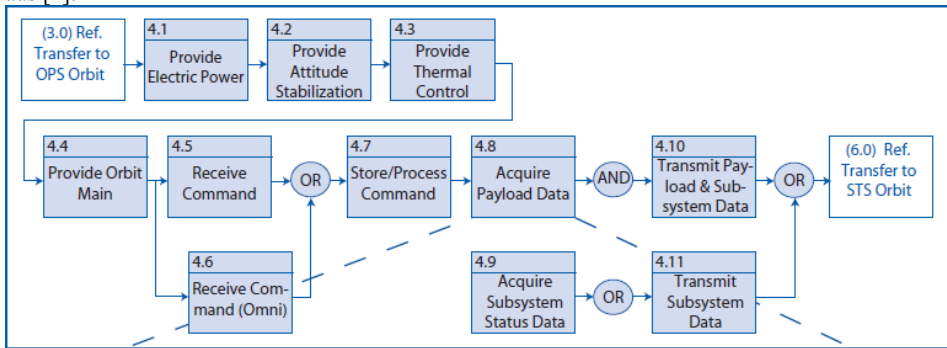 (3.0) Ref.
Transfer to
OPS Orbit
4.1
Provide
Electric Power
4.2
Provide
Attitude
Stabilization
4.3
Provide
Thermal
Control
4.4
Provide Orbit
Main
4.5
Receive
Command
OR
4.7
Store/Process
Command
4.8
Acquire
Payload Data
AND
4.10
Transmit Pay-
load & Sub-
system Data
OR
(6.0) Ref.
Transfer to
STS Orbit
4.6
Receive Com-
mand (Omni)
4.9
Acquire
Subsystem
Status Data
OR
4.11
Transmit
Subsystem
Data